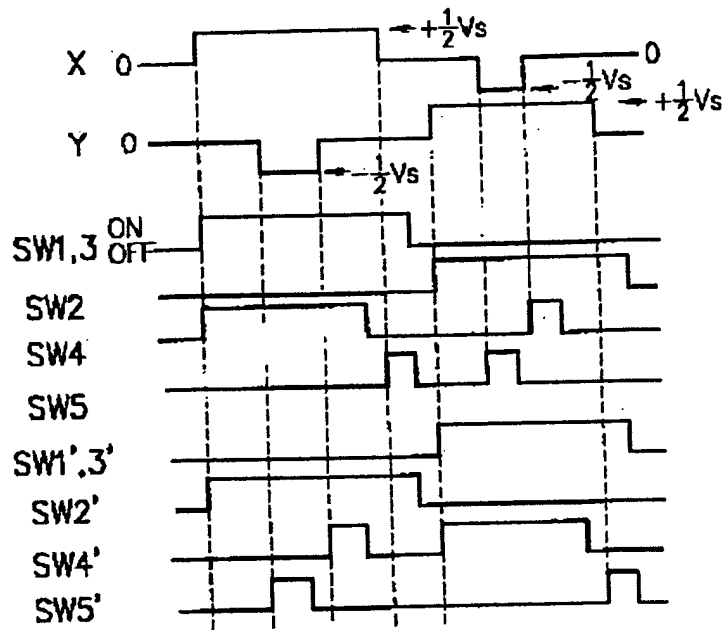 +1/2Vs
X 0
0
-1/2Vs
+1/2Vs
Y 0
-1/2Vs
ON
SW1,3 OFF
SW2
SW4
SW5
SW1',3'
SW2'
SW4'
SW5'